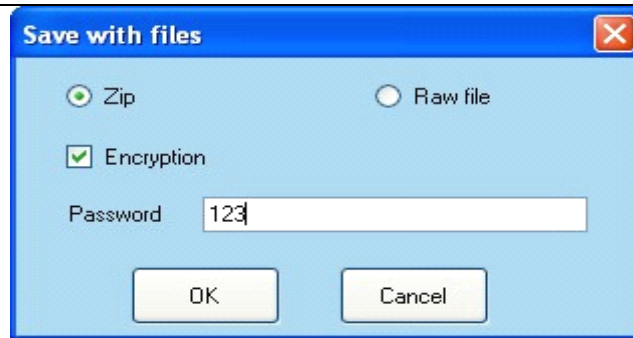 Save with files
Zip Raw file
Encryption
Password 123
OK Cancel